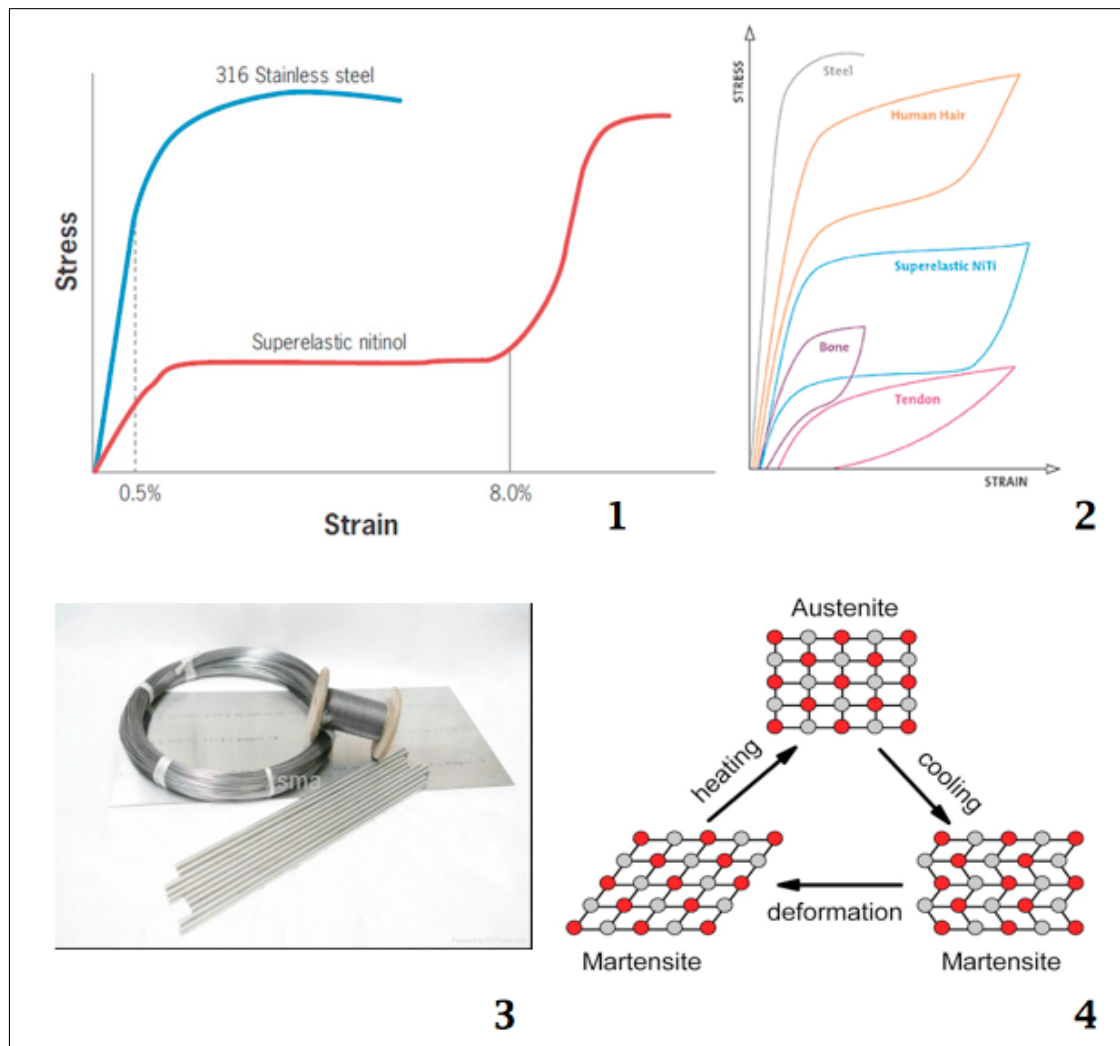 316 Stainless steel
Stress
Superelastic nitinol
0.5%
8.0%
Strain
1
STRESS
Steel
Human Hair
Superelastic NiTi
Bone
Tendon
STRAIN
2
sma
3
Austenite
heating
cooling
deformation
Martensite
Martensite
4